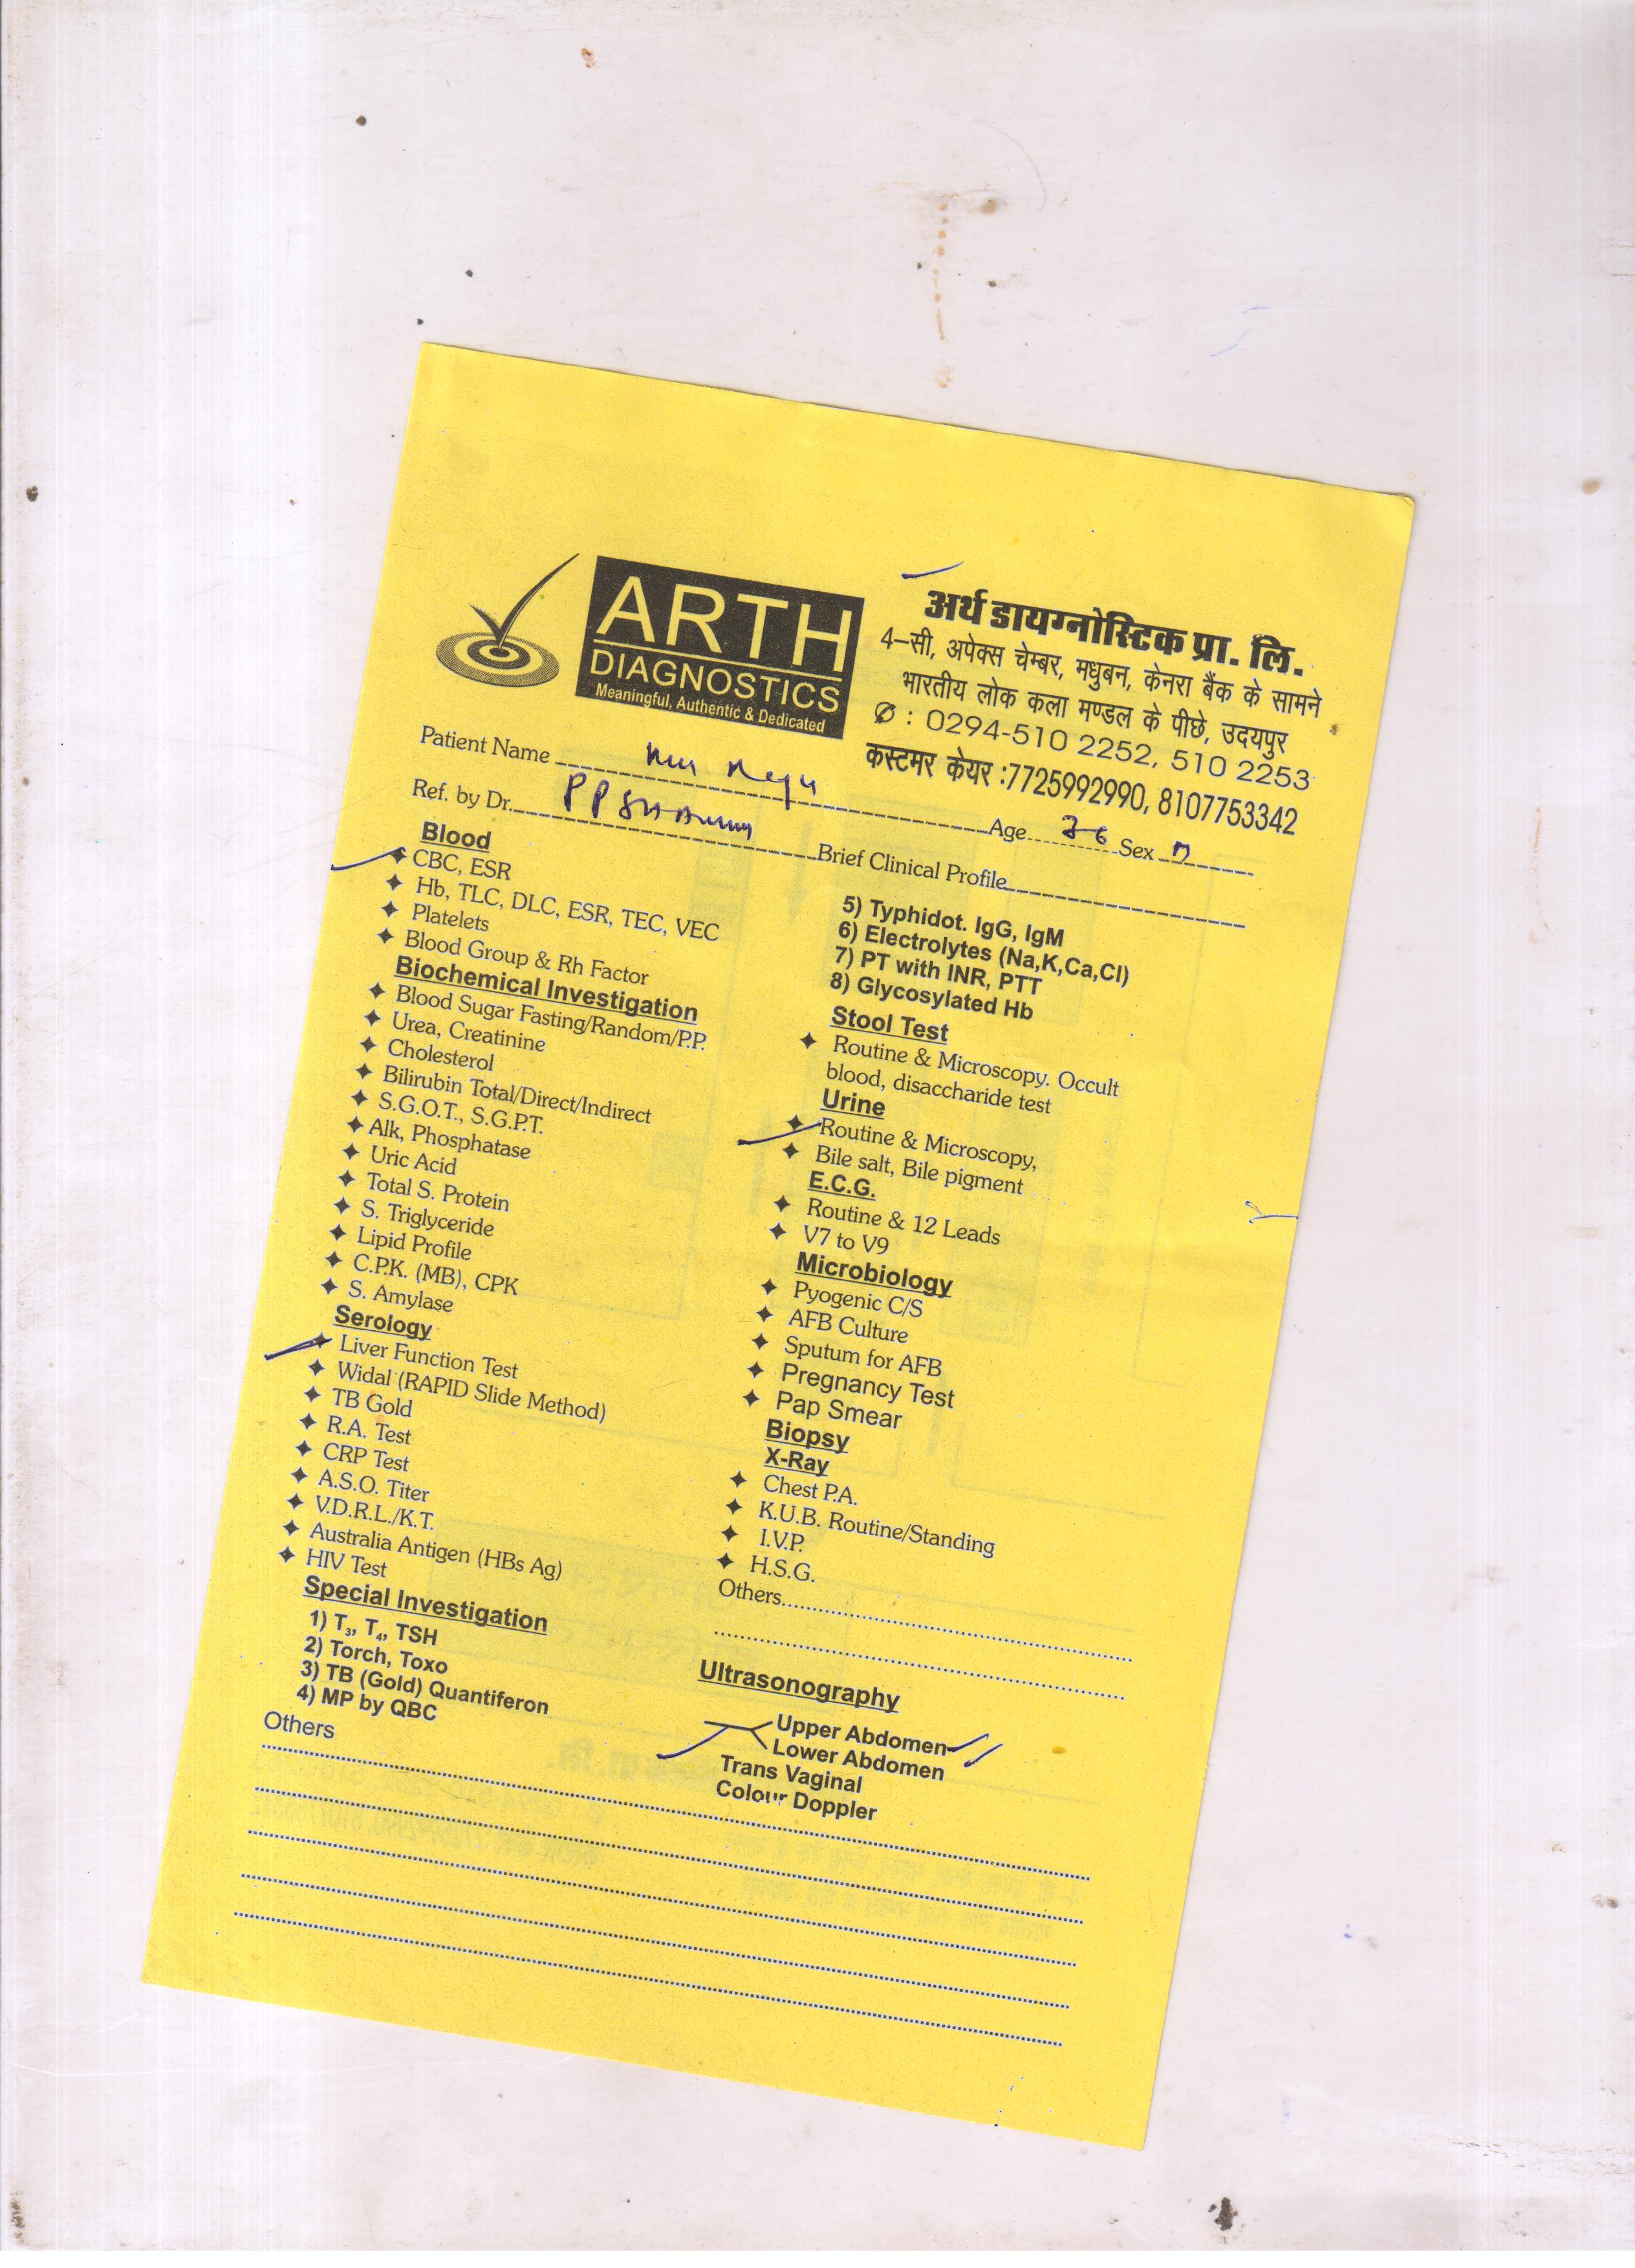 ARTH
DIAGNOSTICS
Meaningful, Authentic & Dedicated
अर्थ डायग्नोस्टिक प्रा. लि.
4-सी, अपेक्स चेम्बर, मधुबन, केनरा बैंक के सामने
भारतीय लोक कला मण्डल के पीछे, उदयपुर
✆ : 0294-510 2252, 510 2253
कस्टमर केयर :7725992990, 8107753342
Patient Name
Age Sex M
Ref. by Dr. P P
Brief Clinical Profile
Blood
CBC, ESR
Hb, TLC, DLC, ESR, TEC, VEC
Platelets
Blood Group & Rh Factor
Biochemical Investigation
Blood Sugar Fasting/Random/P.P.
Urea, Creatinine
Cholesterol
Bilirubin Total/Direct/Indirect
S.G.O.T., S.G.P.T.
Alk, Phosphatase
Uric Acid
Total S. Protein
S. Triglyceride
Lipid Profile
C.P.K. (MB), CPK
S. Amylase
Serology
Liver Function Test
Widal (RAPID Slide Method)
TB Gold
R.A. Test
CRP Test
A.S.O. Titer
V.D.R.L./K.T.
Australia Antigen (HBs Ag)
HIV Test
Special Investigation
1) T₃, T₄, TSH
2) Torch, Toxo
3) TB (Gold) Quantiferon
4) MP by QBC
Others
5) Typhidot. IgG, IgM
6) Electrolytes (Na,K,Ca,Cl)
7) PT with INR, PTT
8) Glycosylated Hb
Stool Test
Routine & Microscopy. Occult
blood, disaccharide test
Urine
Routine & Microscopy,
Bile salt, Bile pigment
E.C.G.
Routine & 12 Leads
V7 to V9
Microbiology
Pyogenic C/S
AFB Culture
Sputum for AFB
Pregnancy Test
Pap Smear
Biopsy
X-Ray
Chest P.A.
K.U.B. Routine/Standing
I.V.P.
H.S.G.
Others
Ultrasonography
Upper Abdomen
Lower Abdomen
Trans Vaginal
Colour Doppler